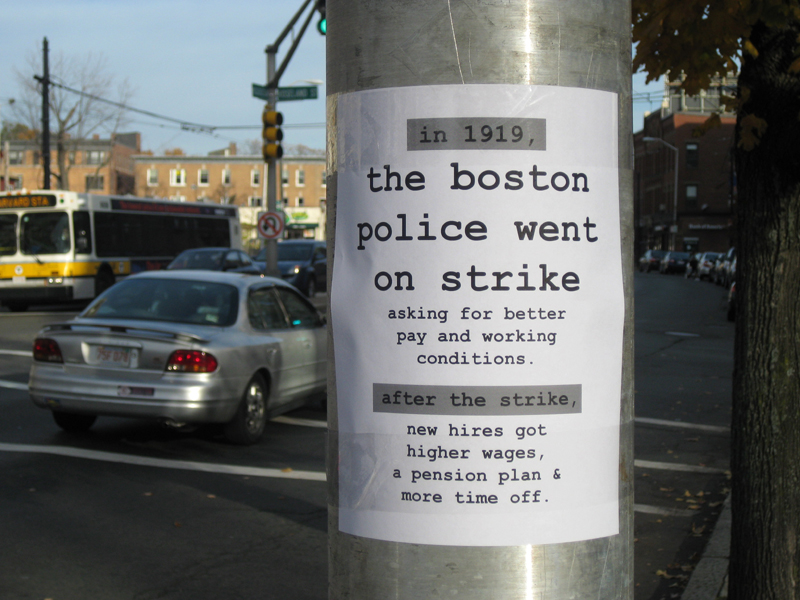 in 1919,
the boston
police went
on strike
asking for better
pay and working
conditions.
after the strike,
new hires got
higher wages,
a pension plan &
more time off.